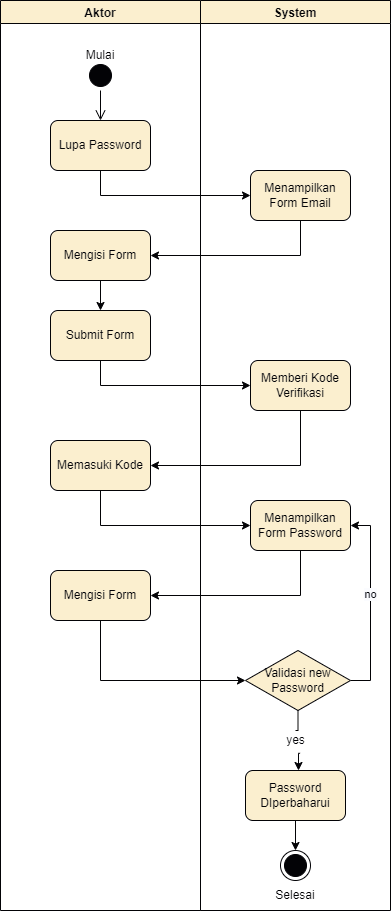 Aktor
System
Mulai
Lupa Password
Menampilkan
Form Email
Mengisi Form
Submit Form
Memberi Kode
Verifikasi
Memasuki Kode
Menampilkan
Form Password
Mengisi Form
no
Validasi new
Password
yes
Password
DIperbaharui
Selesai